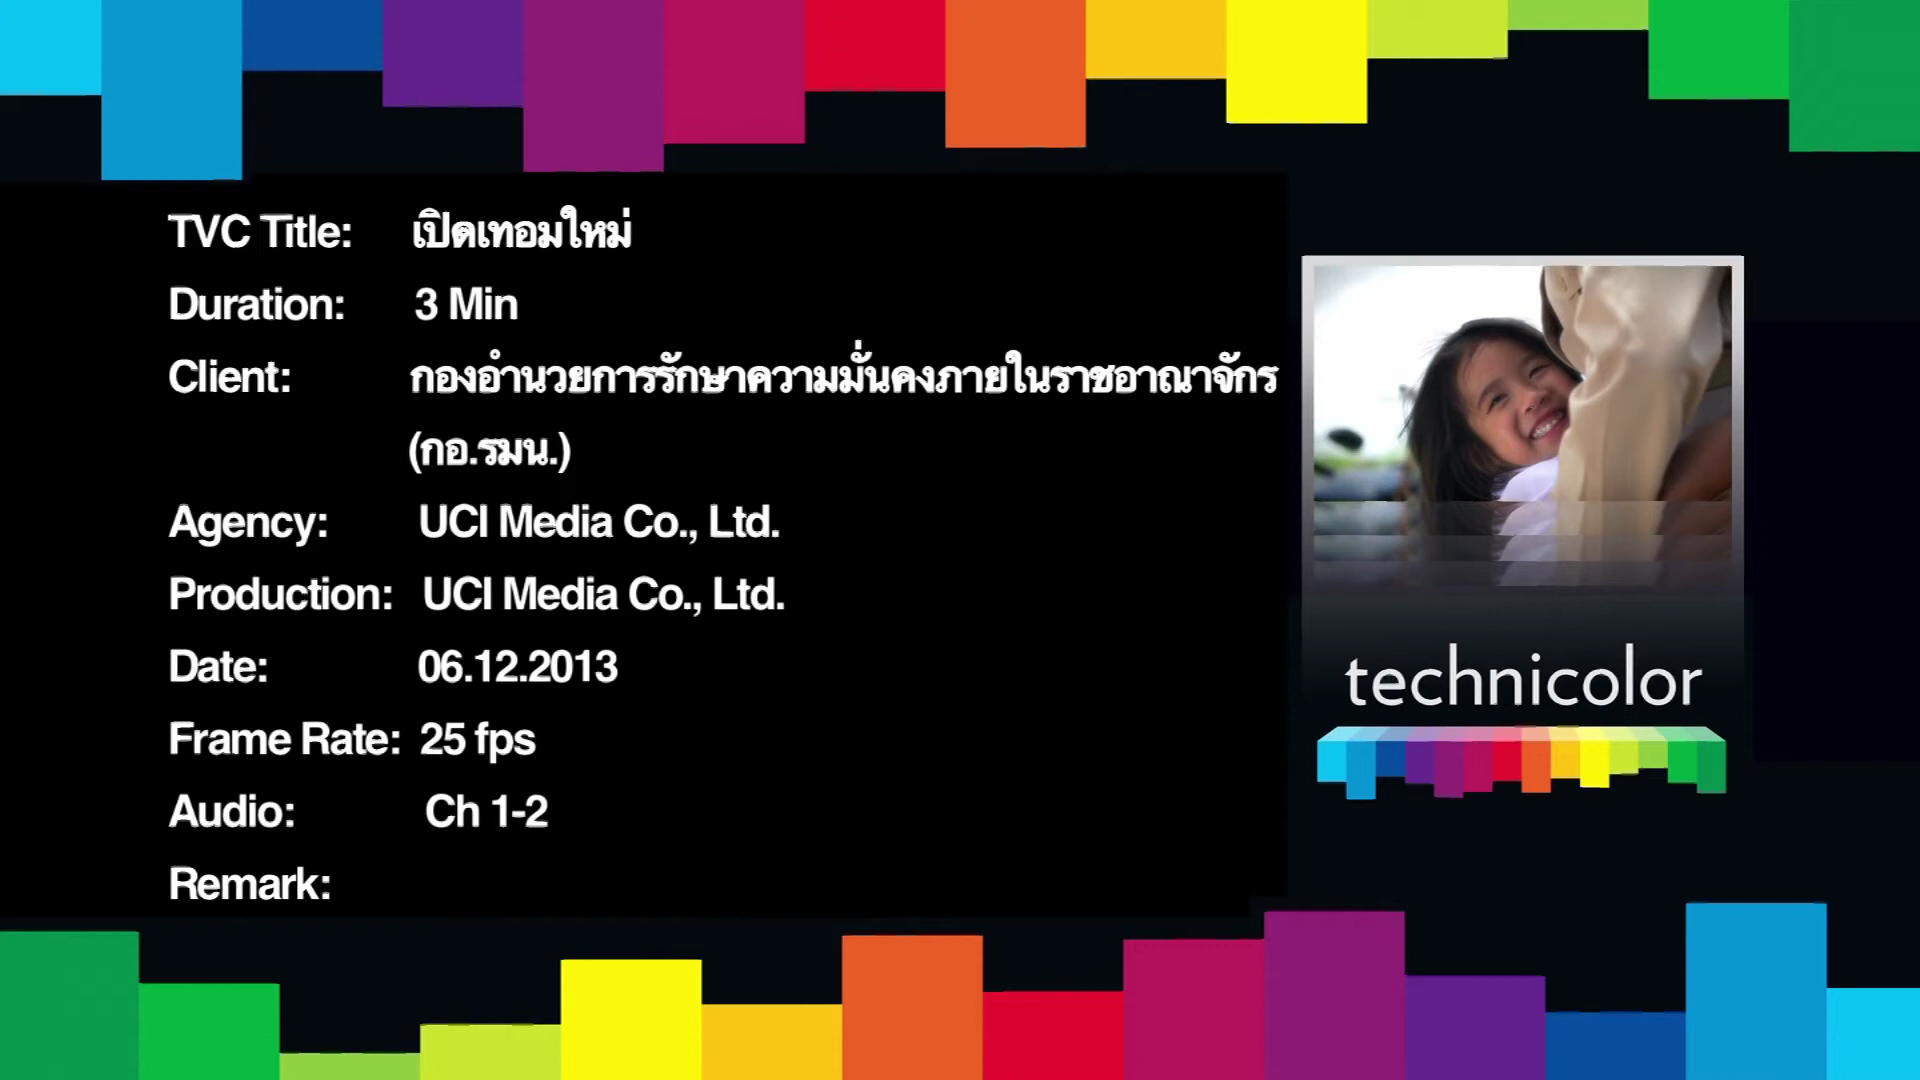 TVC Title: เปิดเทอมใหม่
Duration: 3 Min
Client: กองอำนวยการรักษาความมั่นคงภายในราชอาณาจักร
(กอ.รมน.)
Agency: UCI Media Co., Ltd.
Production: UCI Media Co., Ltd.
Date: 06.12.2013
Frame Rate: 25 fps
Audio: Ch 1-2
Remark:
technicolor